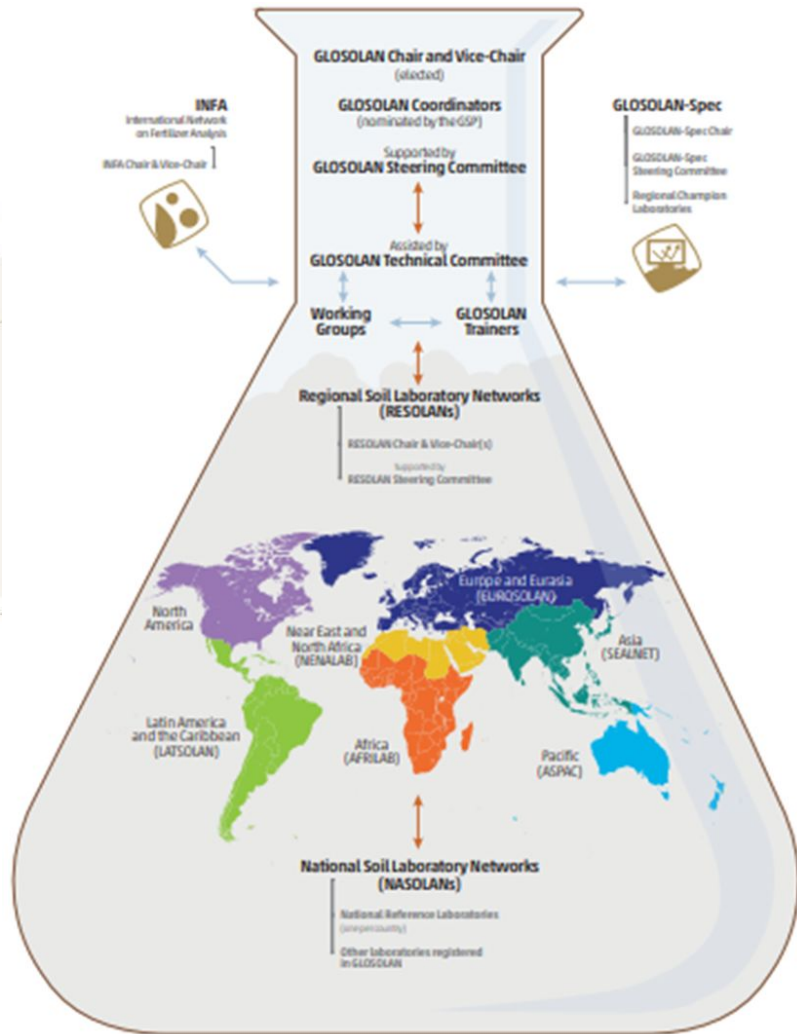 GLOSOLAN Chair and Vice-Chair
(elected)
GLOSOLAN Coordinators
(nominated by the GSP)
Supported by
GLOSOLAN Steering Committee
INFA
International Network
on Fertilizer Analysis
INFA Chair & Vice-Chair
GLOSOLAN-Spec
GLOSOLAN-Spec Chair
GLOSOLAN-Spec
Steering Committee
Regional Champion
Laboratories
Assisted by
GLOSOLAN Technical Committee
Working
Groups
GLOSOLAN
Trainers
Regional Soil Laboratory Networks
(RESOLANs)
RESOLAN Chair & Vice-Chair(s)
Supported by
RESOLAN Steering Committee
North
America
Europe and Eurasia
(EUROSOLAN)
Near East and
North Africa
(NENALAB)
Asia
(SEALNET)
Latin America
and the Caribbean
(LATSOLAN)
Africa
(AFRILAB)
Pacific
(ASPAC)
National Soil Laboratory Networks
(NASOLANs)
National Reference Laboratories
(one per country)
Other laboratories registered
in GLOSOLAN